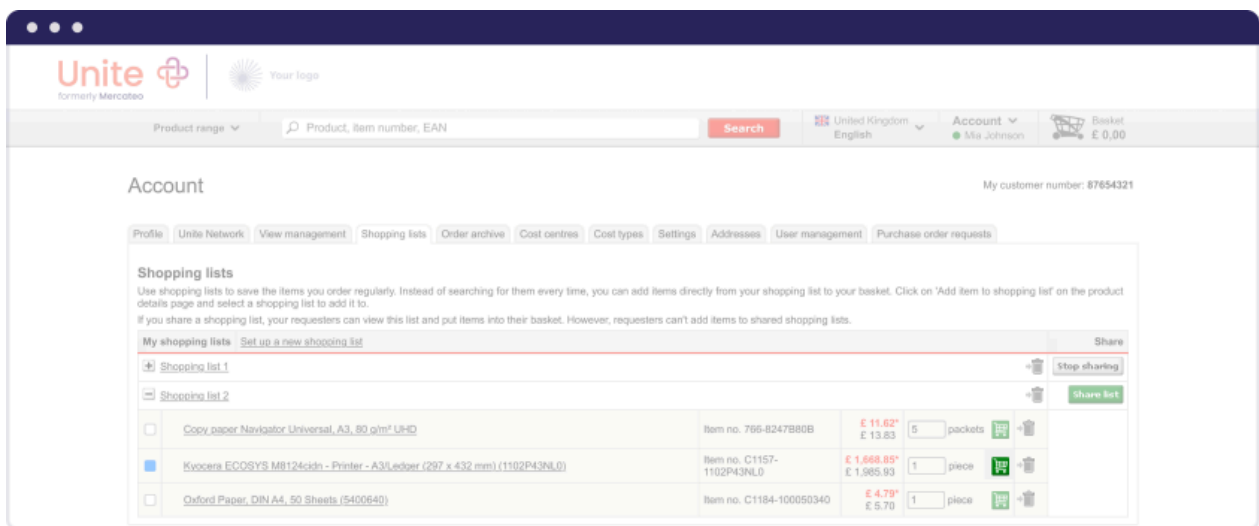 Unite
formerly Mercateo
Your logo
Product range
Product, item number, EAN
Search
United Kingdom
English
Account
Mia Johnson
Basket
£ 0,00
Account
My customer number: 87654321
Profile
Unite Network
View management
Shopping lists
Order archive
Cost centres
Cost types
Settings
Addresses
User management
Purchase order requests
Shopping lists
Use shopping lists to save the items you order regularly. Instead of searching for them every time, you can add items directly from your shopping list to your basket. Click on 'Add item to shopping list' on the product
details page and select a shopping list to add it to.
If you share a shopping list, your requesters can view this list and put items into their basket. However, requesters can't add items to shared shopping lists.
My shopping lists Set up a new shopping list Share
Shopping list 1 Stop sharing
Shopping list 2 Share list
Copy paper Navigator Universal, A3, 80 g/m² UHD
Item no. 766-8247B80B
£ 11.62*
£ 13.83
5 packets
Kyocera ECOSYS M8124cidn - Printer - A3/Ledger (297 x 432 mm) (1102P43NL0)
Item no. C1157-
1102P43NL0
£ 1,668.85*
£ 1,985.93
1 piece
Oxford Paper, DIN A4, 50 Sheets (5400640)
Item no. C1184-100050340
£ 4.79*
£ 5.70
1 piece